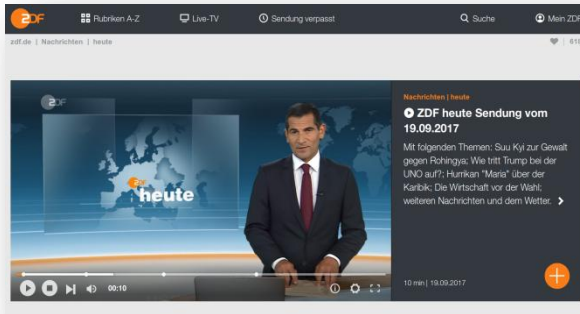 ZDF
Rubriken A-Z
Live-TV
Sendung verpasst
Suche
Mein ZDF
zdf.de | Nachrichten | heute
ZDF
ZDF
heute
00:10
Nachrichten | heute
ZDF heute Sendung vom
19.09.2017
Mit folgenden Themen: Suu Kyi zur Gewalt
gegen Rohingya; Wie tritt Trump bei der
UNO auf?; Hurrikan "Maria" über der
Karibik; Die Wirtschaft vor der Wahl;
weiteren Nachrichten und dem Wetter.
10 min | 19.09.2017